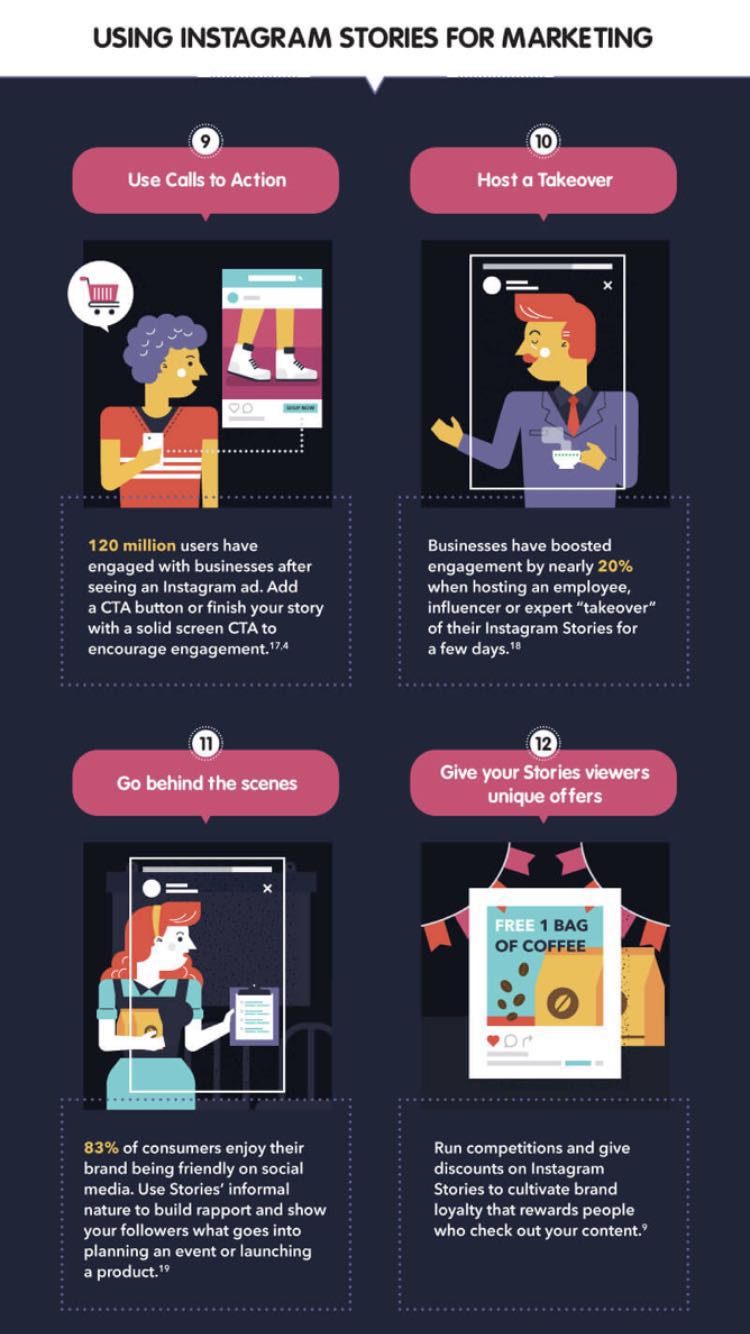 USING INSTAGRAM STORIES FOR MARKETING
9
Use Calls to Action
SHOP NOW
120 million users have
engaged with businesses after
seeing an Instagram ad. Add
a CTA button or finish your story
with a solid screen CTA to
encourage engagement.17,4
10
Host a Takeover
Businesses have boosted
engagement by nearly 20%
when hosting an employee,
influencer or expert “takeover”
of their Instagram Stories for
a few days.18
11
Go behind the scenes
83% of consumers enjoy their
brand being friendly on social
media. Use Stories’ informal
nature to build rapport and show
your followers what goes into
planning an event or launching
a product.19
12
Give your Stories viewers
unique offers
FREE 1 BAG
OF COFFEE
Run competitions and give
discounts on Instagram
Stories to cultivate brand
loyalty that rewards people
who check out your content.9